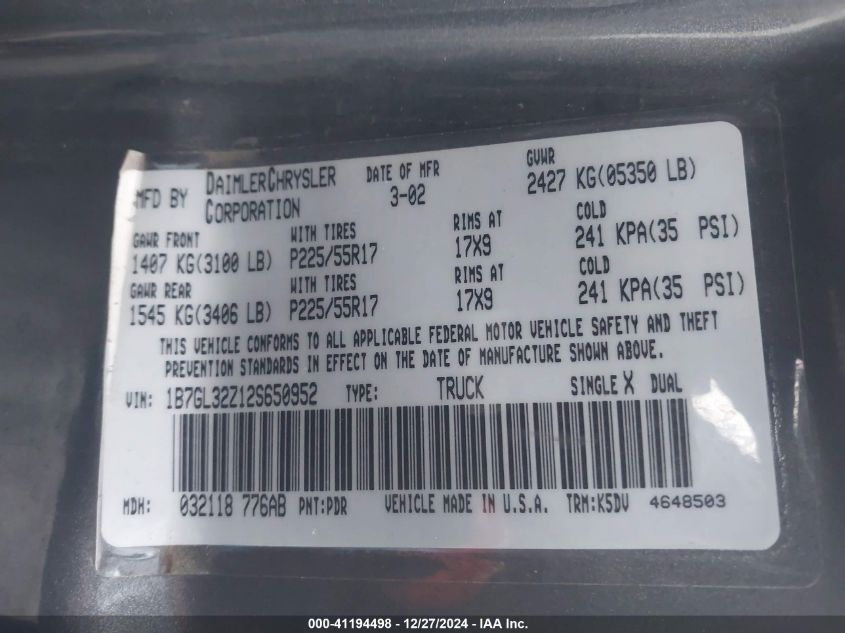 MFD BY DAIMLERCHRYSLER CORPORATION DATE OF MFR 3-02 GVWR 2427 KG(05350 LB)
GAWR FRONT WITH TIRES RIMS AT COLD
1407 KG(3100 LB) P225/55R17 17X9 241 KPA(35 PSI)
GAWR REAR WITH TIRES RIMS AT COLD
1545 KG(3406 LB) P225/55R17 17X9 241 KPA(35 PSI)
THIS VEHICLE CONFORMS TO ALL APPLICABLE FEDERAL MOTOR VEHICLE SAFETY AND THEFT
PREVENTION STANDARDS IN EFFECT ON THE DATE OF MANUFACTURE SHOWN ABOVE.
VIN: 1B7GL32Z12S650952 TYPE: TRUCK SINGLE X DUAL
MDH: 032118 776AB PNT:PDR VEHICLE MADE IN U.S.A. TRM:K5DV 4648503
000-41194498 - 12/27/2024 - IAA Inc.